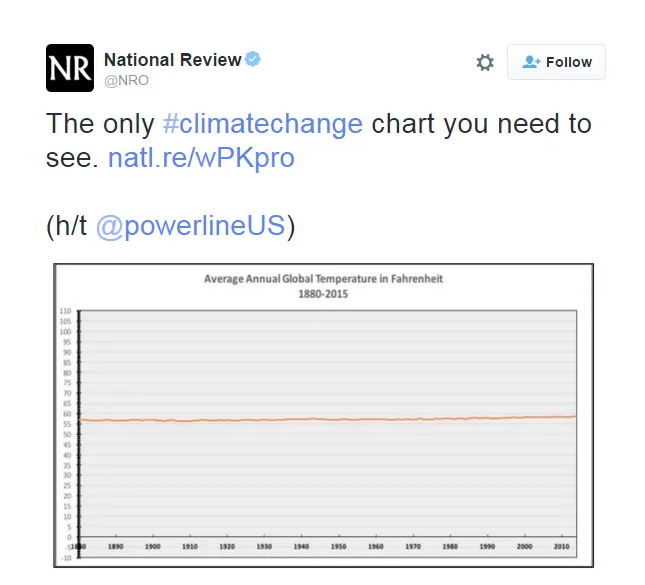 NR
National Review
@NRO
Follow
The only #climatechange chart you need to
see. natl.re/wPKpro
(h/t @powerlineUS)
Average Annual Global Temperature in Fahrenheit
1880-2015
110
105
100
95
90
85
80
75
70
65
60
55
50
45
40
35
30
25
20
15
10
5
0
-5
-10
1880 1890 1900 1910 1920 1930 1940 1950 1960 1970 1980 1990 2000 2010